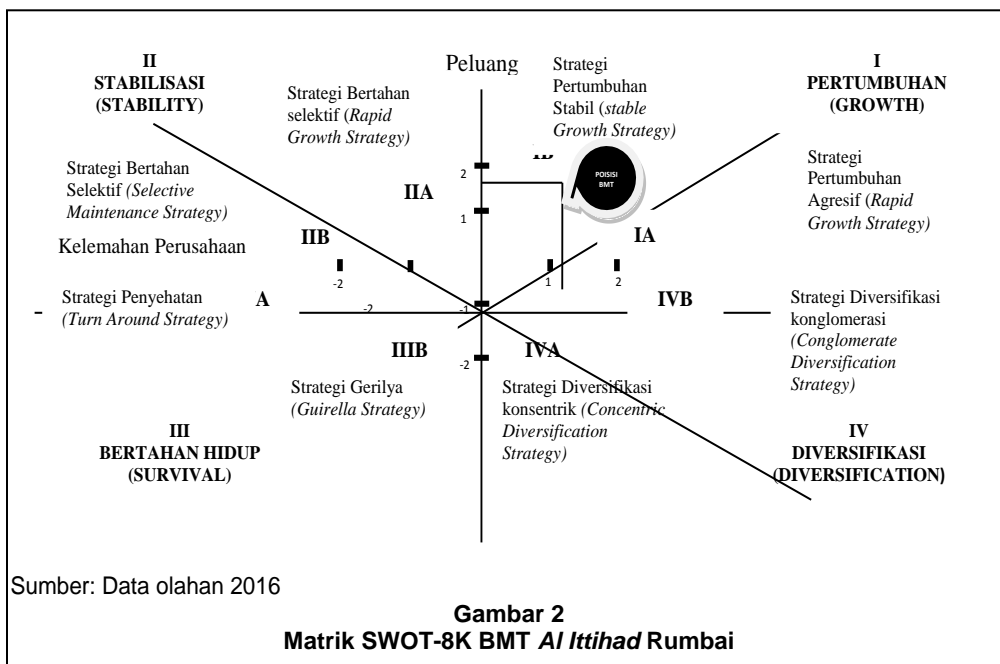 II
STABILISASI
(STABILITY)
Peluang
Strategi
Pertumbuhan
Stabil (stable
Growth Strategy)
I
PERTUMBUHAN
(GROWTH)
Strategi Bertahan
selektif (Rapid
Growth Strategy)
Strategi Bertahan
Selektif (Selective
Maintenance Strategy)
IIA
2
1
POISISI
BMT
Strategi
Pertumbuhan
Agresif (Rapid
Growth Strategy)
Kelemahan Perusahaan
IIB
IA
-2
1
2
Strategi Penyehatan
(Turn Around Strategy)
A
-2
-1
IVB
Strategi Diversifikasi
konglomerasi
(Conglomerate
Diversification
Strategy)
IIIB
-2
IVA
Strategi Gerilya
(Guirella Strategy)
Strategi Diversifikasi
konsentrik (Concentric
Diversification
Strategy)
III
BERTAHAN HIDUP
(SURVIVAL)
IV
DIVERSIFIKASI
(DIVERSIFICATION)
Sumber: Data olahan 2016
Gambar 2
Matrik SWOT-8K BMT Al Ittihad Rumbai